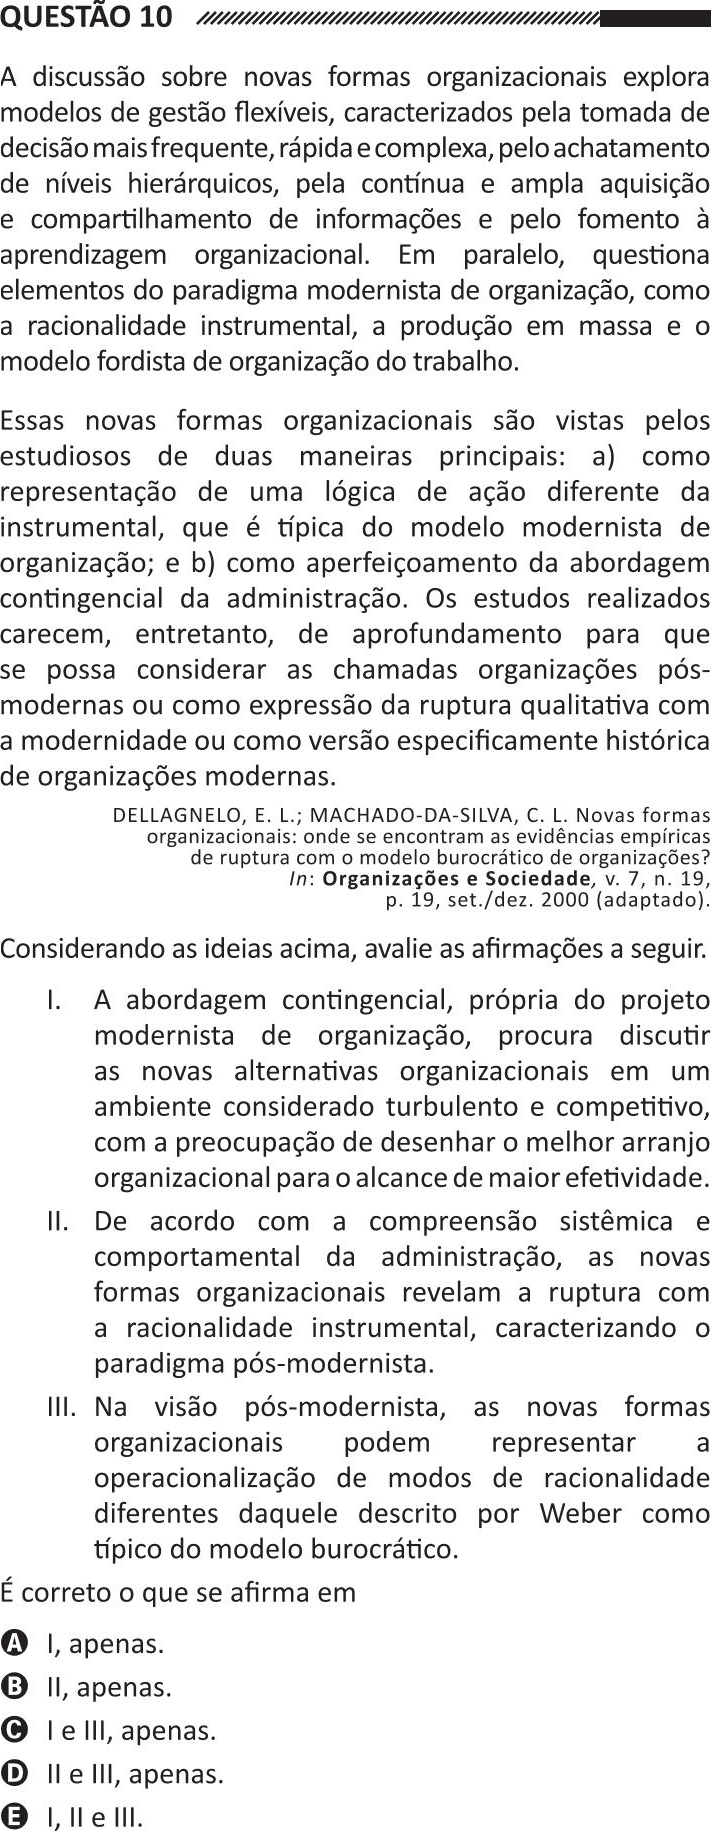 QUESTÃO 10
A discussão sobre novas formas organizacionais explora
modelos de gestão flexíveis, caracterizados pela tomada de
decisão mais frequente, rápida e complexa, pelo achatamento
de níveis hierárquicos, pela contínua e ampla aquisição
e compartilhamento de informações e pelo fomento à
aprendizagem organizacional. Em paralelo, questiona
elementos do paradigma modernista de organização, como
a racionalidade instrumental, a produção em massa e o
modelo fordista de organização do trabalho.
Essas novas formas organizacionais são vistas pelos
estudiosos de duas maneiras principais: a) como
representação de uma lógica de ação diferente da
instrumental, que é típica do modelo modernista de
organização; e b) como aperfeiçoamento da abordagem
contingencial da administração. Os estudos realizados
carecem, entretanto, de aprofundamento para que
se possa considerar as chamadas organizações pós-
modernas ou como expressão da ruptura qualitativa com
a modernidade ou como versão especificamente histórica
de organizações modernas.
DELLAGNELO, E. L.; MACHADO-DA-SILVA, C. L. Novas formas
organizacionais: onde se encontram as evidências empíricas
de ruptura com o modelo burocrático de organizações?
In: Organizações e Sociedade, v. 7, n. 19,
p. 19, set./dez. 2000 (adaptado).
Considerando as ideias acima, avalie as afirmações a seguir.
I. A abordagem contingencial, própria do projeto
modernista de organização, procura discutir
as novas alternativas organizacionais em um
ambiente considerado turbulento e competitivo,
com a preocupação de desenhar o melhor arranjo
organizacional para o alcance de maior efetividade.
II. De acordo com a compreensão sistêmica e
comportamental da administração, as novas
formas organizacionais revelam a ruptura com
a racionalidade instrumental, caracterizando o
paradigma pós-modernista.
III. Na visão pós-modernista, as novas formas
organizacionais podem representar a
operacionalização de modos de racionalidade
diferentes daquele descrito por Weber como
típico do modelo burocrático.
É correto o que se afirma em
A I, apenas.
B II, apenas.
C I e III, apenas.
D II e III, apenas.
E I, II e III.